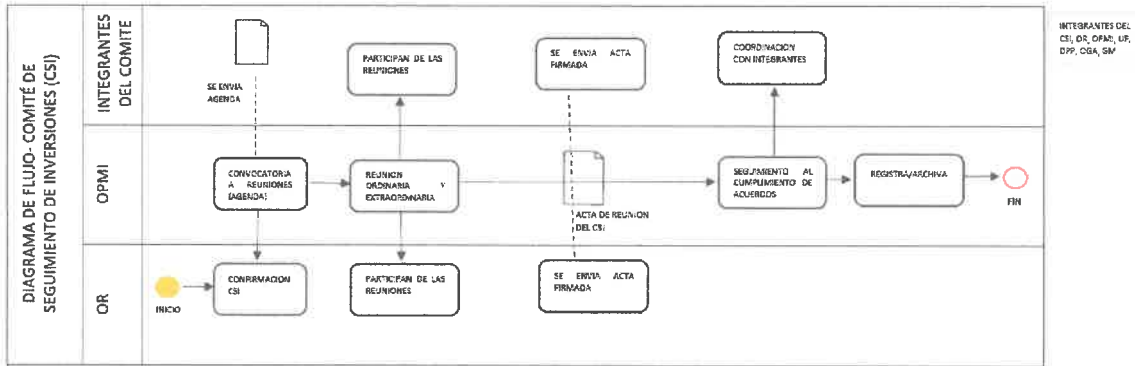 DIAGRAMA DE FLUJO- COMITÉ DE
SEGUIMIENTO DE INVERSIONES (CSI)
INTEGRANTES
DEL COMITE
SE ENVIA
AGENDA
PARTICIPAN DE LAS
REUNIONES
SE ENVIA ACTA
FIRMADA
COORDINACION
CON INTEGRANTES
INTEGRANTES DEL
CSI, OR, OPMI, UF,
OPP, OGA, GM
OPMI
CONVOCATORIA
A REUNIONES
(AGENDA)
REUNION
ORDINARIA Y
EXTRAORDINARIA
ACTA DE REUNION
DEL CSI
SEGUIMIENTO AL
CUMPLIMIENTO DE
ACUERDOS
REGISTRA/ARCHIVA
FIN
OR
INICIO
CONFIRMACION
CSI
PARTICIPAN DE LAS
REUNIONES
SE ENVIA ACTA
FIRMADA